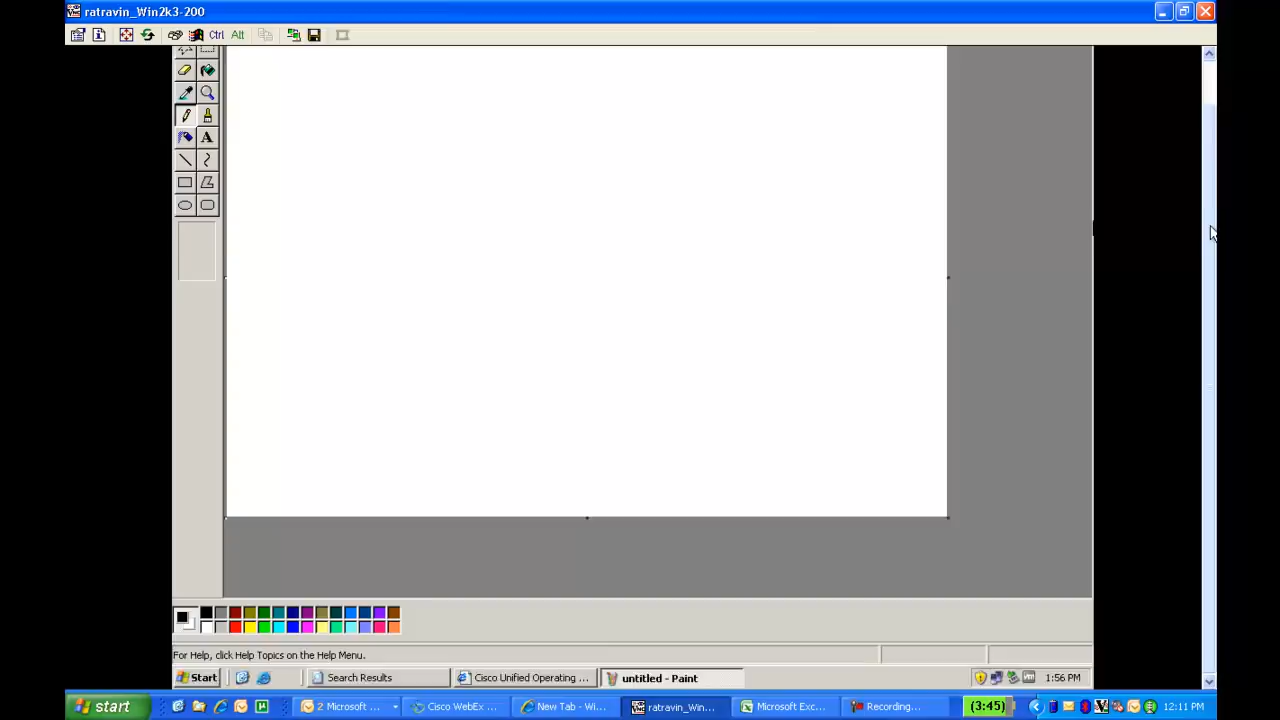 ratravin_Win2k3-200
Ctrl Alt
A
For Help, click Help Topics on the Help Menu.
Start Search Results Cisco Unified Operating ... untitled - Paint 1:56 PM
start 2 Microsoft ... Cisco WebEx ... New Tab - Wi... ratravin_Win... Microsoft Exc... Recording... (3:45) 12:11 PM